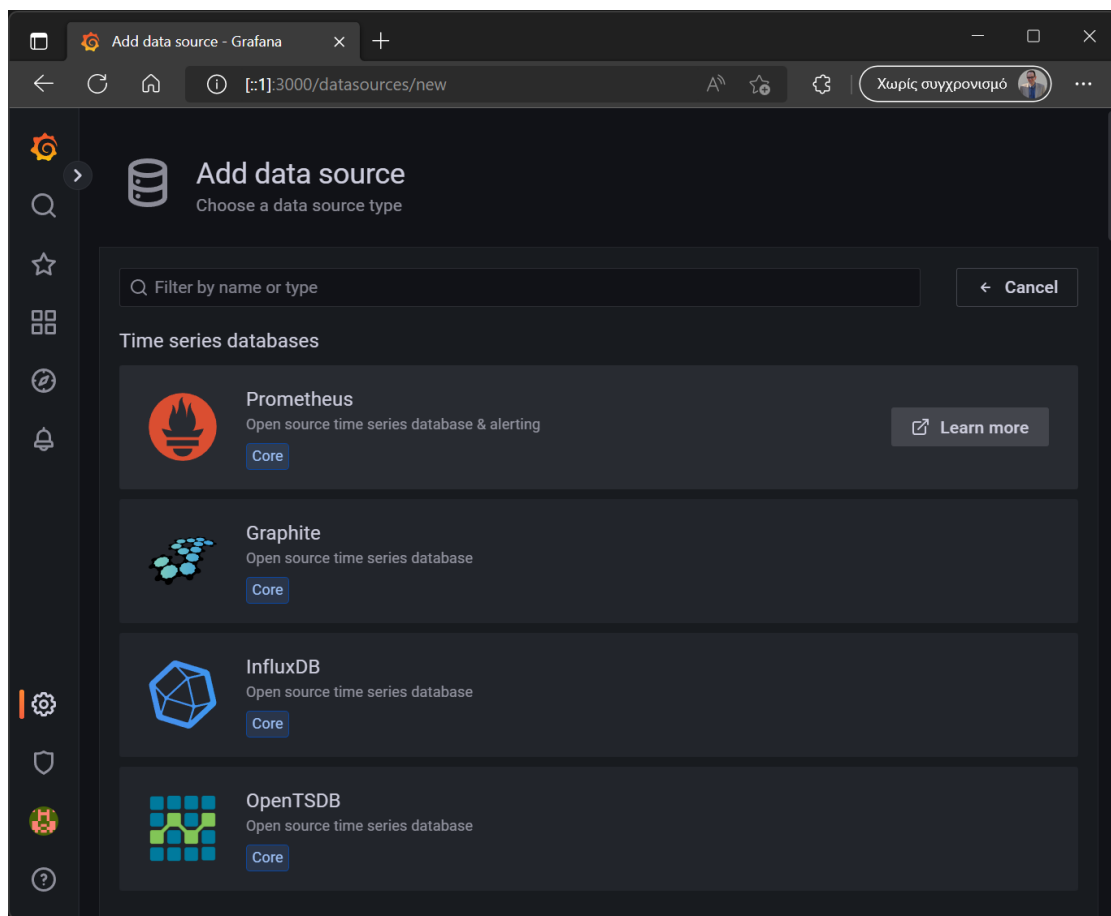 Add data source - Grafana
[::1]:3000/datasources/new
Χωρίς συγχρονισμό
Add data source
Choose a data source type
Filter by name or type
Cancel
Time series databases
Prometheus
Open source time series database & alerting
Core
Learn more
Graphite
Open source time series database
Core
InfluxDB
Open source time series database
Core
OpenTSDB
Open source time series database
Core